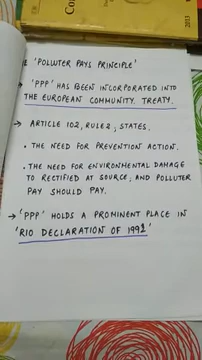 'POLLUTER PAYS PRINCIPLE'
→ 'PPP' HAS BEEN INCORPORATED INTO
THE EUROPEAN COMMUNITY TREATY.
→ ARTICLE 102, RULE 2, STATES.
• THE NEED FOR PREVENTION ACTION.
• THE NEED FOR ENVIRONMENTAL DAMAGE
TO RECTIFIED AT SOURCE, AND POLLUTER
PAY SHOULD PAY.
→ 'PPP' HOLDS A PROMINENT PLACE IN
'RIO DECLARATION OF 1992'
2013